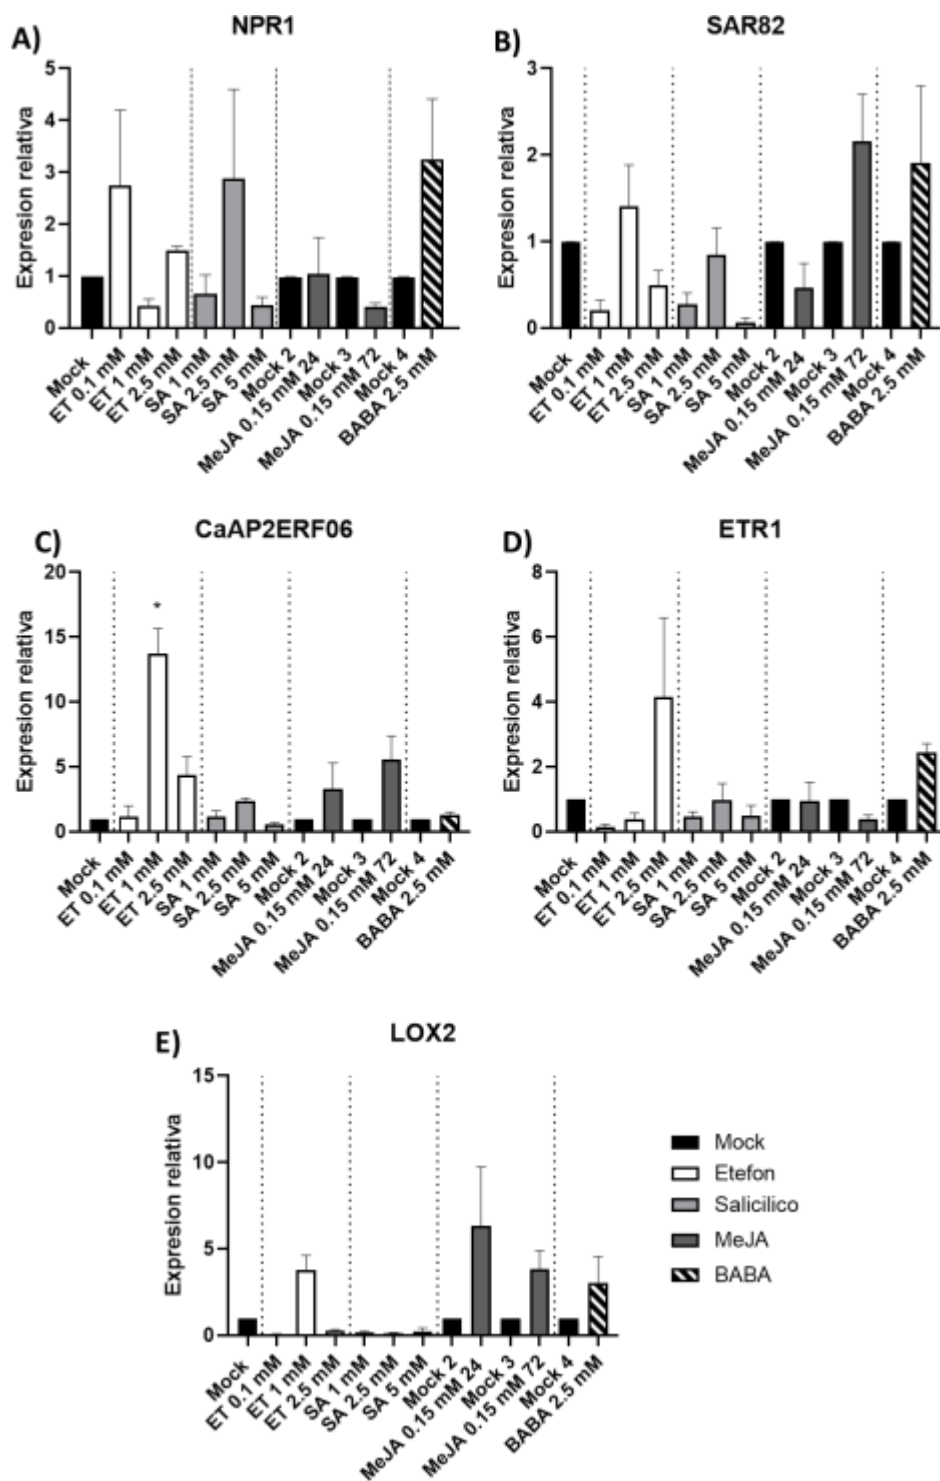 A)
NPR1
Expresion relativa
5
4
3
2
1
0
Mock
ET 0.1 mM
ET 1 mM
ET 2.5 mM
SA 1 mM
SA 2.5 mM
SA 5 mM
Mock 2
MeJA 0.15 mM 24
Mock 3
MeJA 0.15 mM 72
Mock 4
BABA 2.5 mM
B)
SAR82
Expresion relativa
3
2
1
0
Mock
ET 0.1 mM
ET 1 mM
ET 2.5 mM
SA 1 mM
SA 2.5 mM
SA 5 mM
Mock 2
MeJA 0.15 mM 24
Mock 3
MeJA 0.15 mM 72
Mock 4
BABA 2.5 mM
C)
CaAP2ERF06
Expresion relativa
20
15
10
5
0
*
Mock
ET 0.1 mM
ET 1 mM
ET 2.5 mM
SA 1 mM
SA 2.5 mM
SA 5 mM
Mock 2
MeJA 0.15 mM 24
Mock 3
MeJA 0.15 mM 72
Mock 4
BABA 2.5 mM
D)
ETR1
Expresion relativa
8
6
4
2
0
Mock
ET 0.1 mM
ET 1 mM
ET 2.5 mM
SA 1 mM
SA 2.5 mM
SA 5 mM
Mock 2
MeJA 0.15 mM 24
Mock 3
MeJA 0.15 mM 72
Mock 4
BABA 2.5 mM
E)
LOX2
Expresion relativa
15
10
5
0
Mock
ET 0.1 mM
ET 1 mM
ET 2.5 mM
SA 1 mM
SA 2.5 mM
SA 5 mM
Mock 2
MeJA 0.15 mM 24
Mock 3
MeJA 0.15 mM 72
Mock 4
BABA 2.5 mM
Mock
Etefon
Salicilico
MeJA
BABA